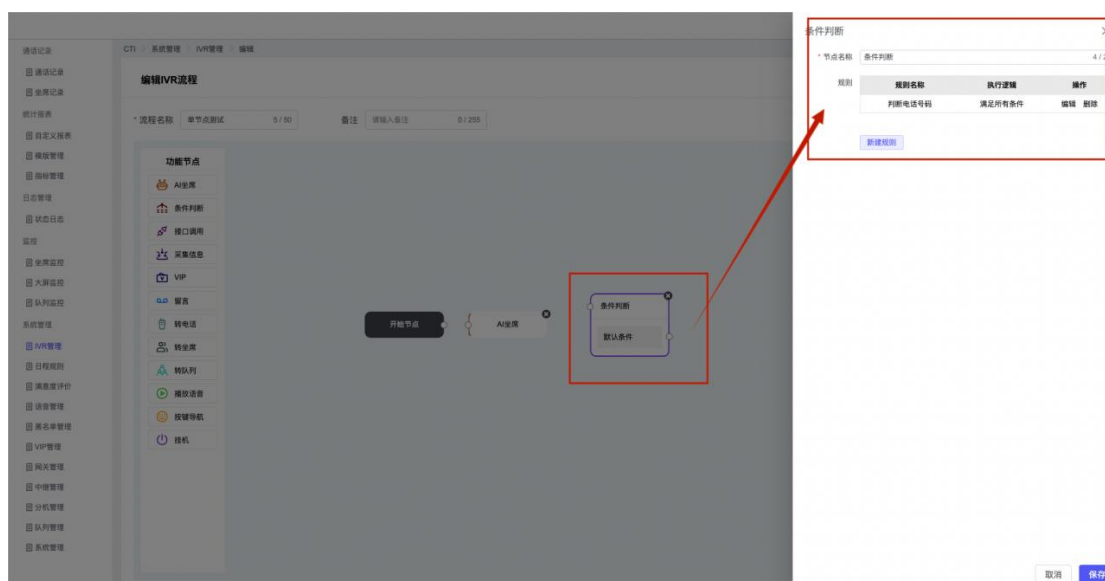 通话记录
通话记录
坐席记录
统计报表
自定义报表
模版管理
指标管理
日志管理
状态日志
监控
坐席监控
大屏监控
队列监控
系统管理
IVR管理
日程规则
满意度评价
语音管理
黑名单管理
VIP管理
网关管理
中继管理
分机管理
队列管理
系统管理
CTI 系统管理 IVR管理 编辑
编辑IVR流程
* 流程名称 单节点测试 5 / 50 备注 请输入备注 0 / 255
功能节点
AI坐席
条件判断
接口调用
采集信息
VIP
留言
转电话
转坐席
转队列
播放语音
按键导航
挂机
开始节点
AI坐席
条件判断
默认条件
条件判断
* 节点名称 条件判断 4 / 2
规则
规则名称 执行逻辑 操作
判断电话号码 满足所有条件 编辑 删除
新建规则
取消 保存